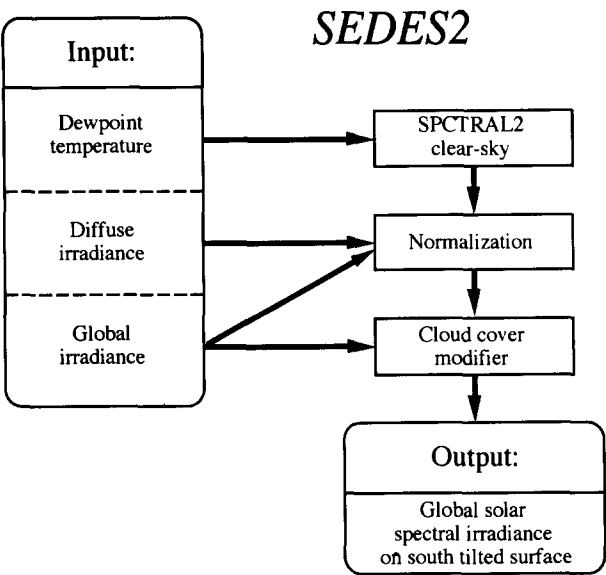 SEDES2
Input:
Dewpoint
temperature
Diffuse
irradiance
Global
irradiance
SPCTRAL2
clear-sky
Normalization
Cloud cover
modifier
Output:
Global solar
spectral irradiance
on south tilted surface